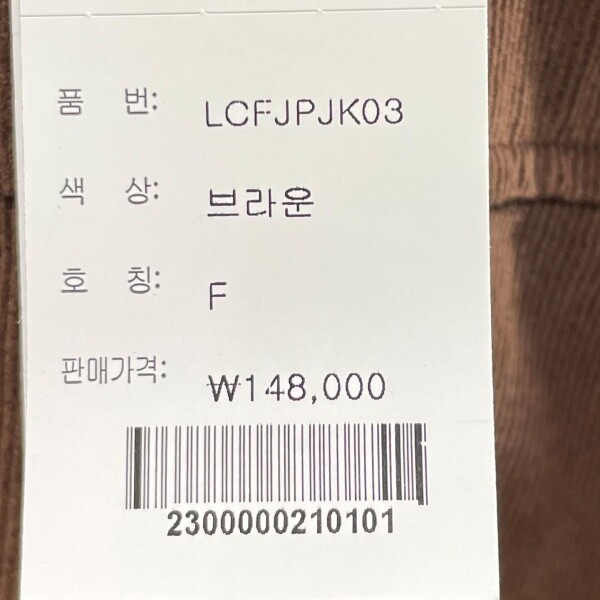 품 번: LCFJPJK03
색 상: 브라운
호 칭: F
판매가격: ₩148,000
2300000210101